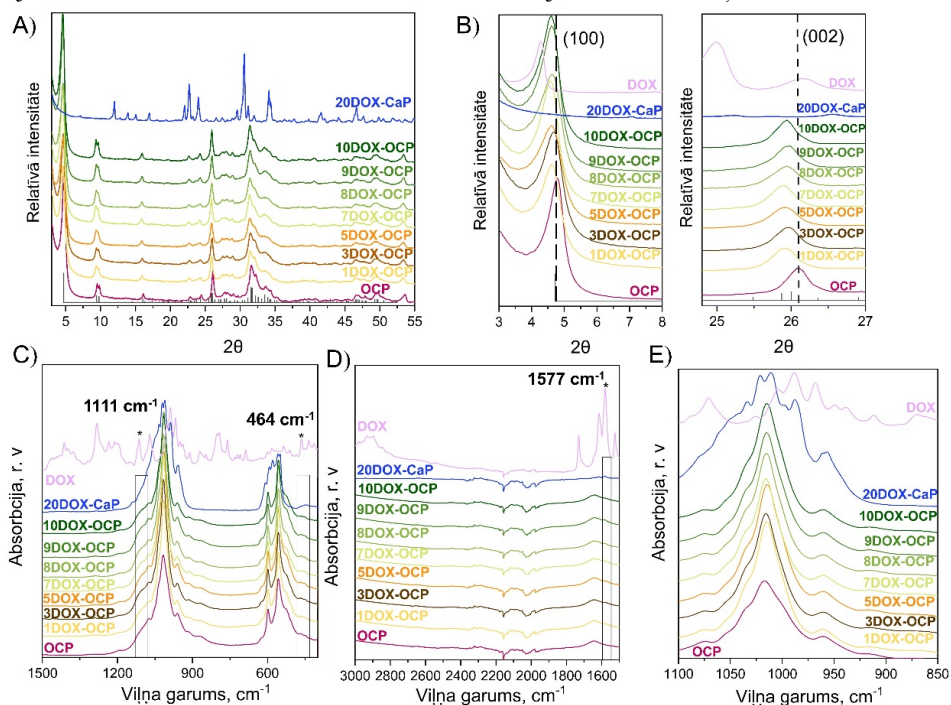 A)
Relatīvā intensitāte
20DOX-CaP
10DOX-OCP
9DOX-OCP
8DOX-OCP
7DOX-OCP
5DOX-OCP
3DOX-OCP
1DOX-OCP
OCP
5 10 15 20 25 30 35 40 45 50 55
2θ
B)
Relatīvā intensitāte
(100)
DOX
20DOX-CaP
10DOX-OCP
9DOX-OCP
8DOX-OCP
7DOX-OCP
5DOX-OCP
3DOX-OCP
1DOX-OCP
OCP
3 4 5 6 7 8
2θ
Relatīvā intensitāte
(002)
DOX
20DOX-CaP
10DOX-OCP
9DOX-OCP
8DOX-OCP
7DOX-OCP
5DOX-OCP
3DOX-OCP
1DOX-OCP
OCP
25 26 27
2θ
C)
Absorbcija, r. v
1111 cm-1
464 cm-1
*
*
DOX
20DOX-CaP
10DOX-OCP
9DOX-OCP
8DOX-OCP
7DOX-OCP
5DOX-OCP
3DOX-OCP
1DOX-OCP
OCP
1500 1200 900 600
Viļņa garums, cm-1
D)
Absorbcija, r. v
1577 cm-1
*
DOX
20DOX-CaP
10DOX-OCP
9DOX-OCP
8DOX-OCP
7DOX-OCP
5DOX-OCP
3DOX-OCP
1DOX-OCP
OCP
3000 2800 2600 2400 2200 2000 1800 1600
Viļņa garums, cm-1
E)
Absorbcija, r. v
DOX
20DOX-CaP
10DOX-OCP
9DOX-OCP
8DOX-OCP
7DOX-OCP
5DOX-OCP
3DOX-OCP
1DOX-OCP
OCP
1100 1050 1000 950 900 850
Viļņa garums, cm-1